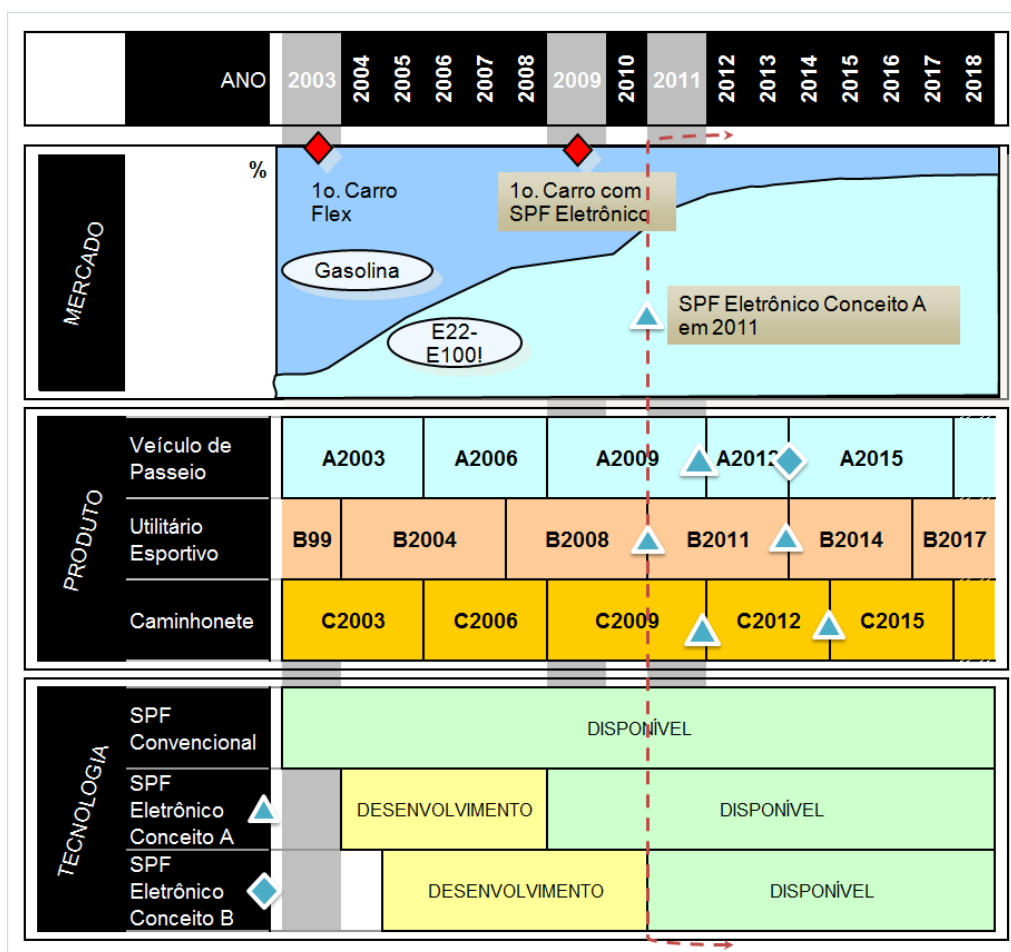 ANO 2003 2004 2005 2006 2007 2008 2009 2010 2011 2012 2013 2014 2015 2016 2017 2018
MERCADO
%
1o. Carro
Flex
1o. Carro com
SPF Eletrônico
Gasolina
E22-
E100!
SPF Eletrônico Conceito A
em 2011
PRODUTO
Veículo de
Passeio
A2003 A2006 A2009 A2012 A2015
Utilitário
Esportivo
B99 B2004 B2008 B2011 B2014 B2017
Caminhonete
C2003 C2006 C2009 C2012 C2015
TECNOLOGIA
SPF
Convencional
DISPONÍVEL
SPF
Eletrônico
Conceito A
DESENVOLVIMENTO DISPONÍVEL
SPF
Eletrônico
Conceito B
DESENVOLVIMENTO DISPONÍVEL